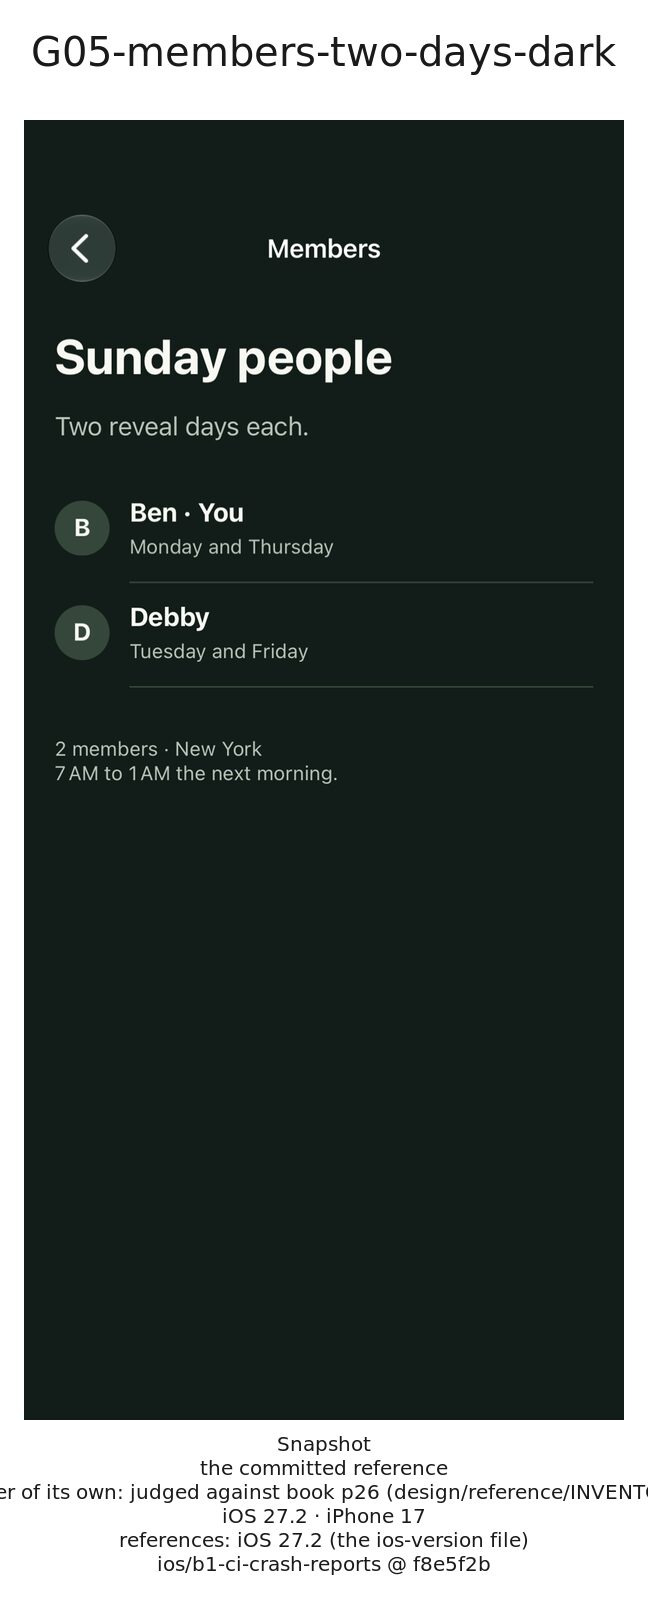 G05-members-two-days-dark
Members
Sunday people
Two reveal days each.
B
Ben · You
Monday and Thursday
D
Debby
Tuesday and Friday
2 members · New York
7 AM to 1 AM the next morning.
Snapshot
the committed reference
of its own: judged against book p26 (design/reference/
iOS 27.2 · iPhone 17
references: iOS 27.2 (the ios-version file)
ios/b1-ci-crash-reports @ f8e5f2b